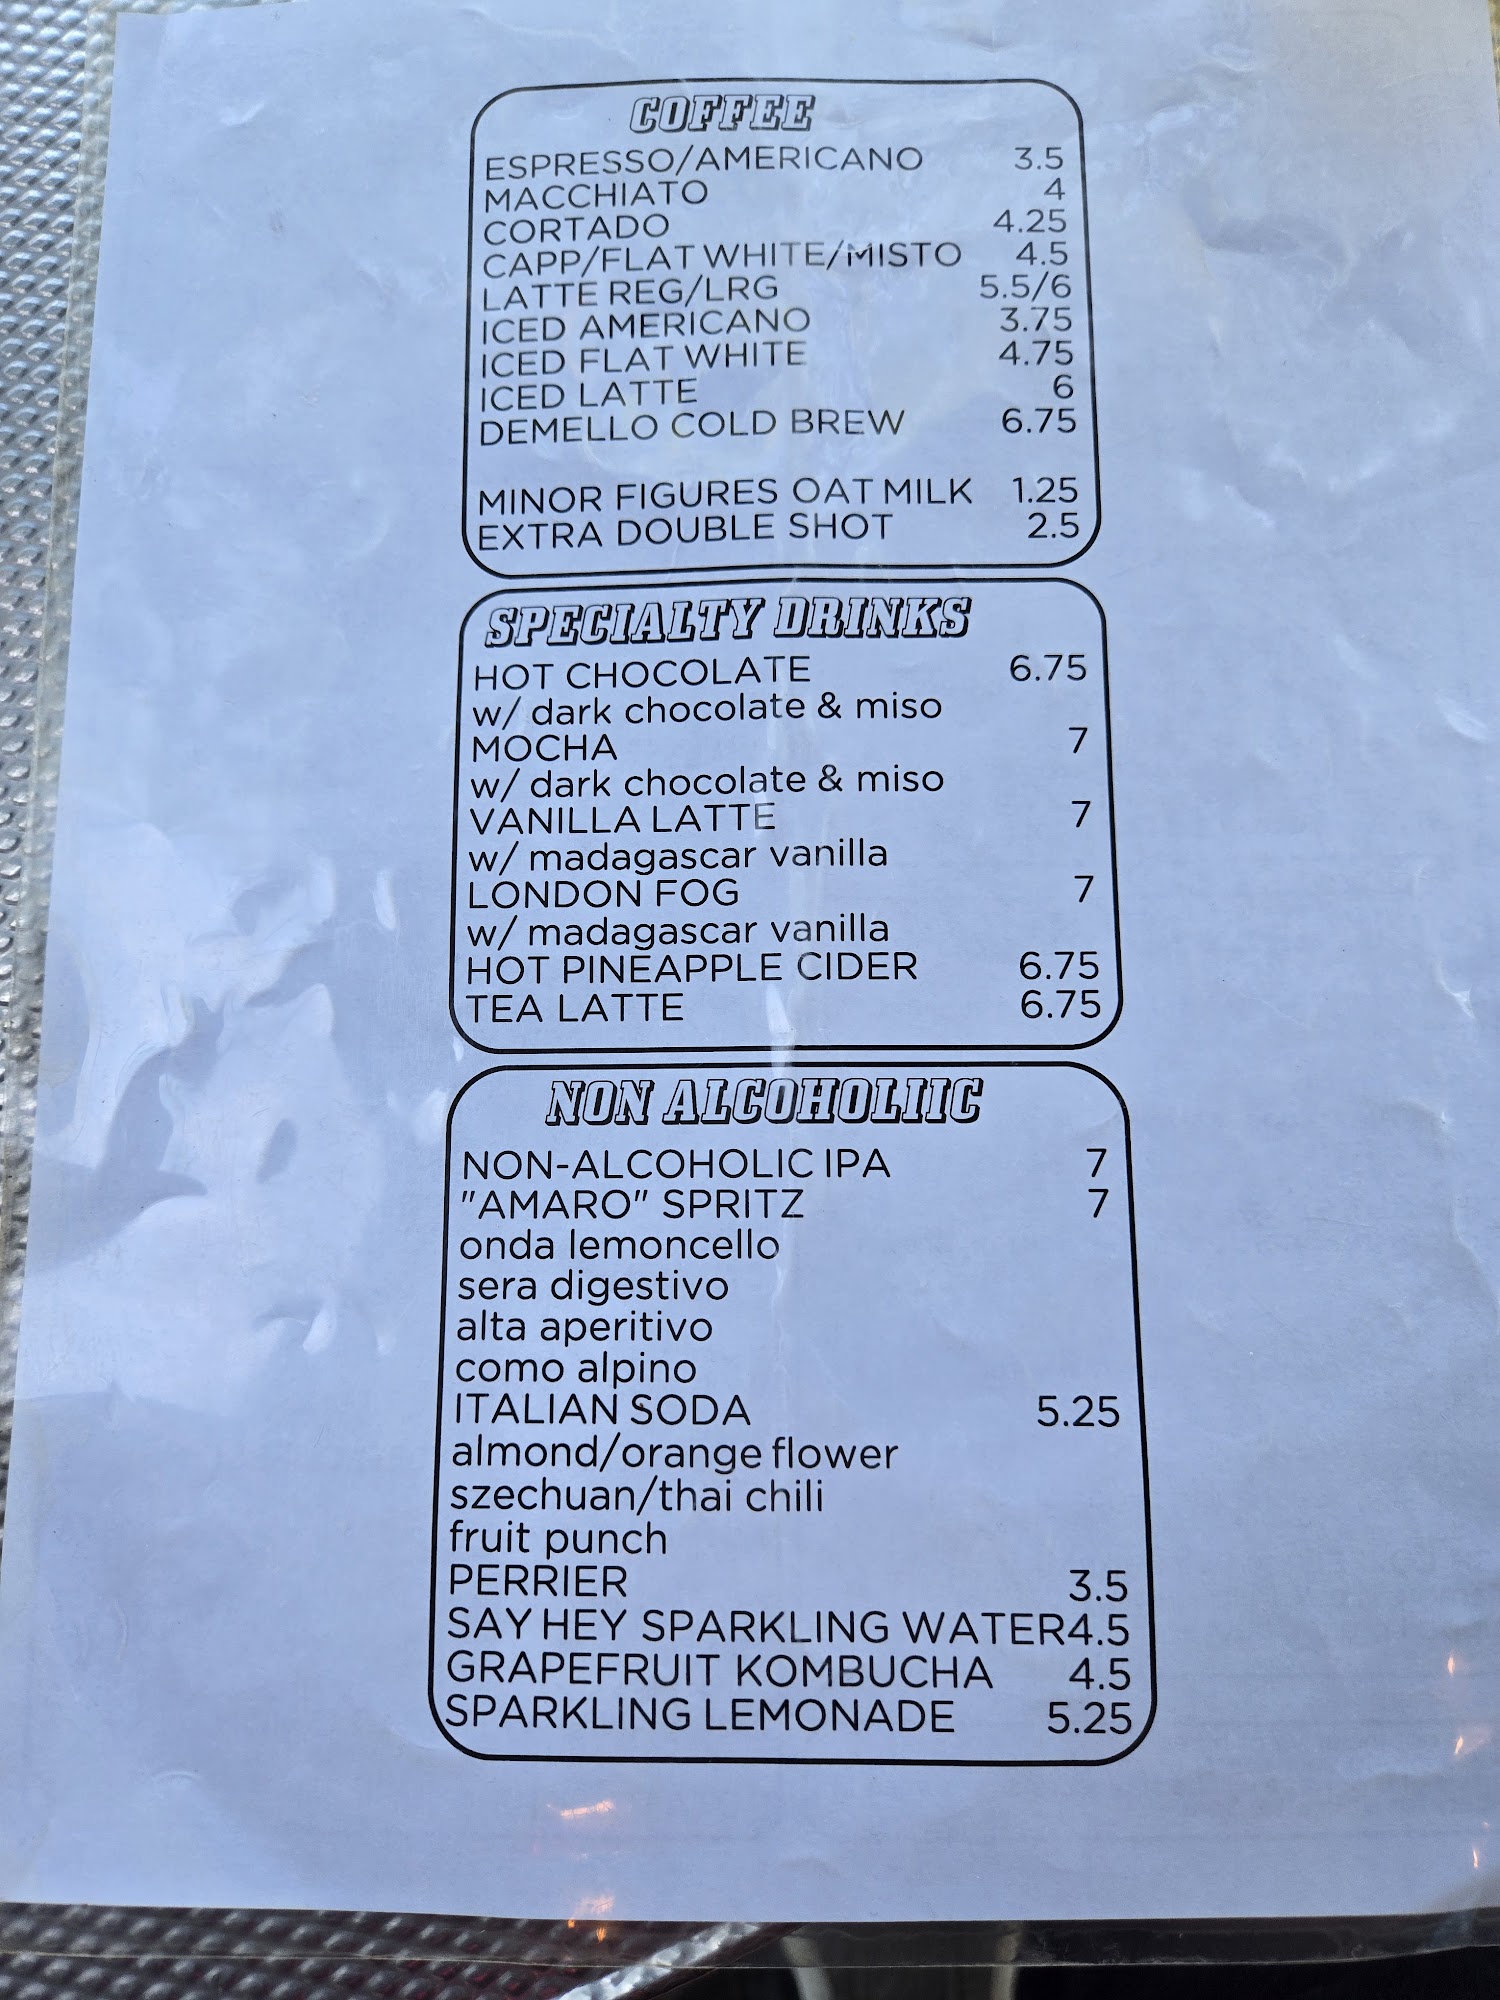 COFFEE
ESPRESSO/AMERICANO 3.5
MACCHIATO 4
CORTADO 4.25
CAPP/FLAT WHITE/MISTO 4.5
LATTE REG/LRG 5.5/6
ICED AMERICANO 3.75
ICED FLAT WHITE 4.75
ICED LATTE 6
DEMELLO COLD BREW 6.75
MINOR FIGURES OAT MILK 1.25
EXTRA DOUBLE SHOT 2.5
SPECIALTY DRINKS
HOT CHOCOLATE 6.75
w/ dark chocolate & miso
MOCHA 7
w/ dark chocolate & miso
VANILLA LATTE 7
w/ madagascar vanilla
LONDON FOG 7
w/ madagascar vanilla
HOT PINEAPPLE CIDER 6.75
TEA LATTE 6.75
NON ALCOHOLIIC
NON-ALCOHOLIC IPA 7
"AMARO" SPRITZ 7
onda lemoncello
sera digestivo
alta aperitivo
como alpino
ITALIAN SODA 5.25
almond/orange flower
szechuan/thai chili
fruit punch
PERRIER 3.5
SAY HEY SPARKLING WATER 4.5
GRAPEFRUIT KOMBUCHA 4.5
SPARKLING LEMONADE 5.25